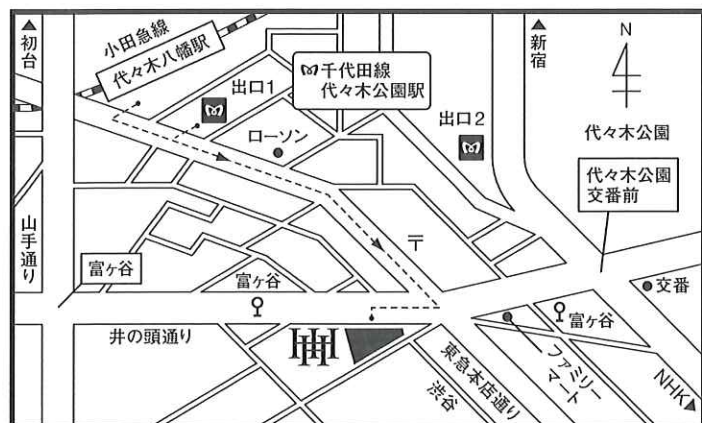 ▲初台
小田急線
代々木八幡駅
千代田線
代々木公園駅
▲新宿
N
出口1
ローソン
出口2
代々木公園
代々木公園
交番前
山手通り
富ヶ谷
富ヶ谷
〒
交番
富ヶ谷
井の頭通り
ファミリー
マート
東急本店通り
渋谷
NHK▲